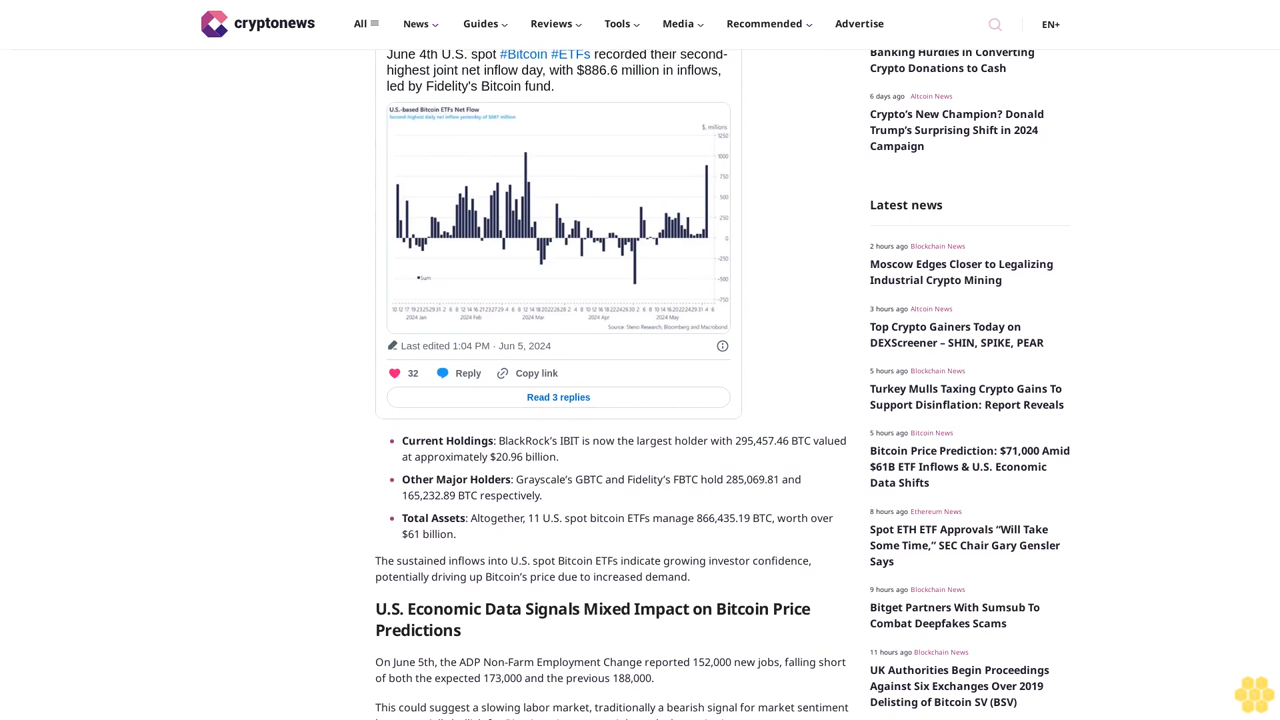 cryptonews
All
News
Guides
Reviews
Tools
Media
Recommended
Advertise
EN+
June 4th U.S. spot #Bitcoin #ETFs recorded their second-
highest joint net inflow day, with $886.6 million in inflows,
led by Fidelity's Bitcoin fund.
U.S.-based Bitcoin ETFs Net Flow
Second-highest daily net inflow yesterday of $887 million
$, millions
1250
1000
750
500
250
0
-250
-500
-750
Sum
2024 Jan
2024 Feb
2024 Mar
2024 Apr
2024 May
Source: Steno Research, Bloomberg and Macrobond
Last edited 1:04 PM · Jun 5, 2024
32
Reply
Copy link
Read 3 replies
• Current Holdings: BlackRock's IBIT is now the largest holder with 295,457.46 BTC valued
at approximately $20.96 billion.
• Other Major Holders: Grayscale's GBTC and Fidelity's FBTC hold 285,069.81 and
165,232.89 BTC respectively.
• Total Assets: Altogether, 11 U.S. spot bitcoin ETFs manage 866,435.19 BTC, worth over
$61 billion.
The sustained inflows into U.S. spot Bitcoin ETFs indicate growing investor confidence,
potentially driving up Bitcoin's price due to increased demand.
U.S. Economic Data Signals Mixed Impact on Bitcoin Price
Predictions
On June 5th, the ADP Non-Farm Employment Change reported 152,000 new jobs, falling short
of both the expected 173,000 and the previous 188,000.
This could suggest a slowing labor market, traditionally a bearish signal for market sentiment
Banking Hurdles in Converting
Crypto Donations to Cash
6 days ago Altcoin News
Crypto's New Champion? Donald
Trump's Surprising Shift in 2024
Campaign
Latest news
2 hours ago Blockchain News
Moscow Edges Closer to Legalizing
Industrial Crypto Mining
3 hours ago Altcoin News
Top Crypto Gainers Today on
DEXScreener – SHIN, SPIKE, PEAR
5 hours ago Blockchain News
Turkey Mulls Taxing Crypto Gains To
Support Disinflation: Report Reveals
5 hours ago Bitcoin News
Bitcoin Price Prediction: $71,000 Amid
$61B ETF Inflows & U.S. Economic
Data Shifts
8 hours ago Ethereum News
Spot ETH ETF Approvals “Will Take
Some Time,” SEC Chair Gary Gensler
Says
9 hours ago Blockchain News
Bitget Partners With Sumsub To
Combat Deepfakes Scams
11 hours ago Blockchain News
UK Authorities Begin Proceedings
Against Six Exchanges Over 2019
Delisting of Bitcoin SV (BSV)